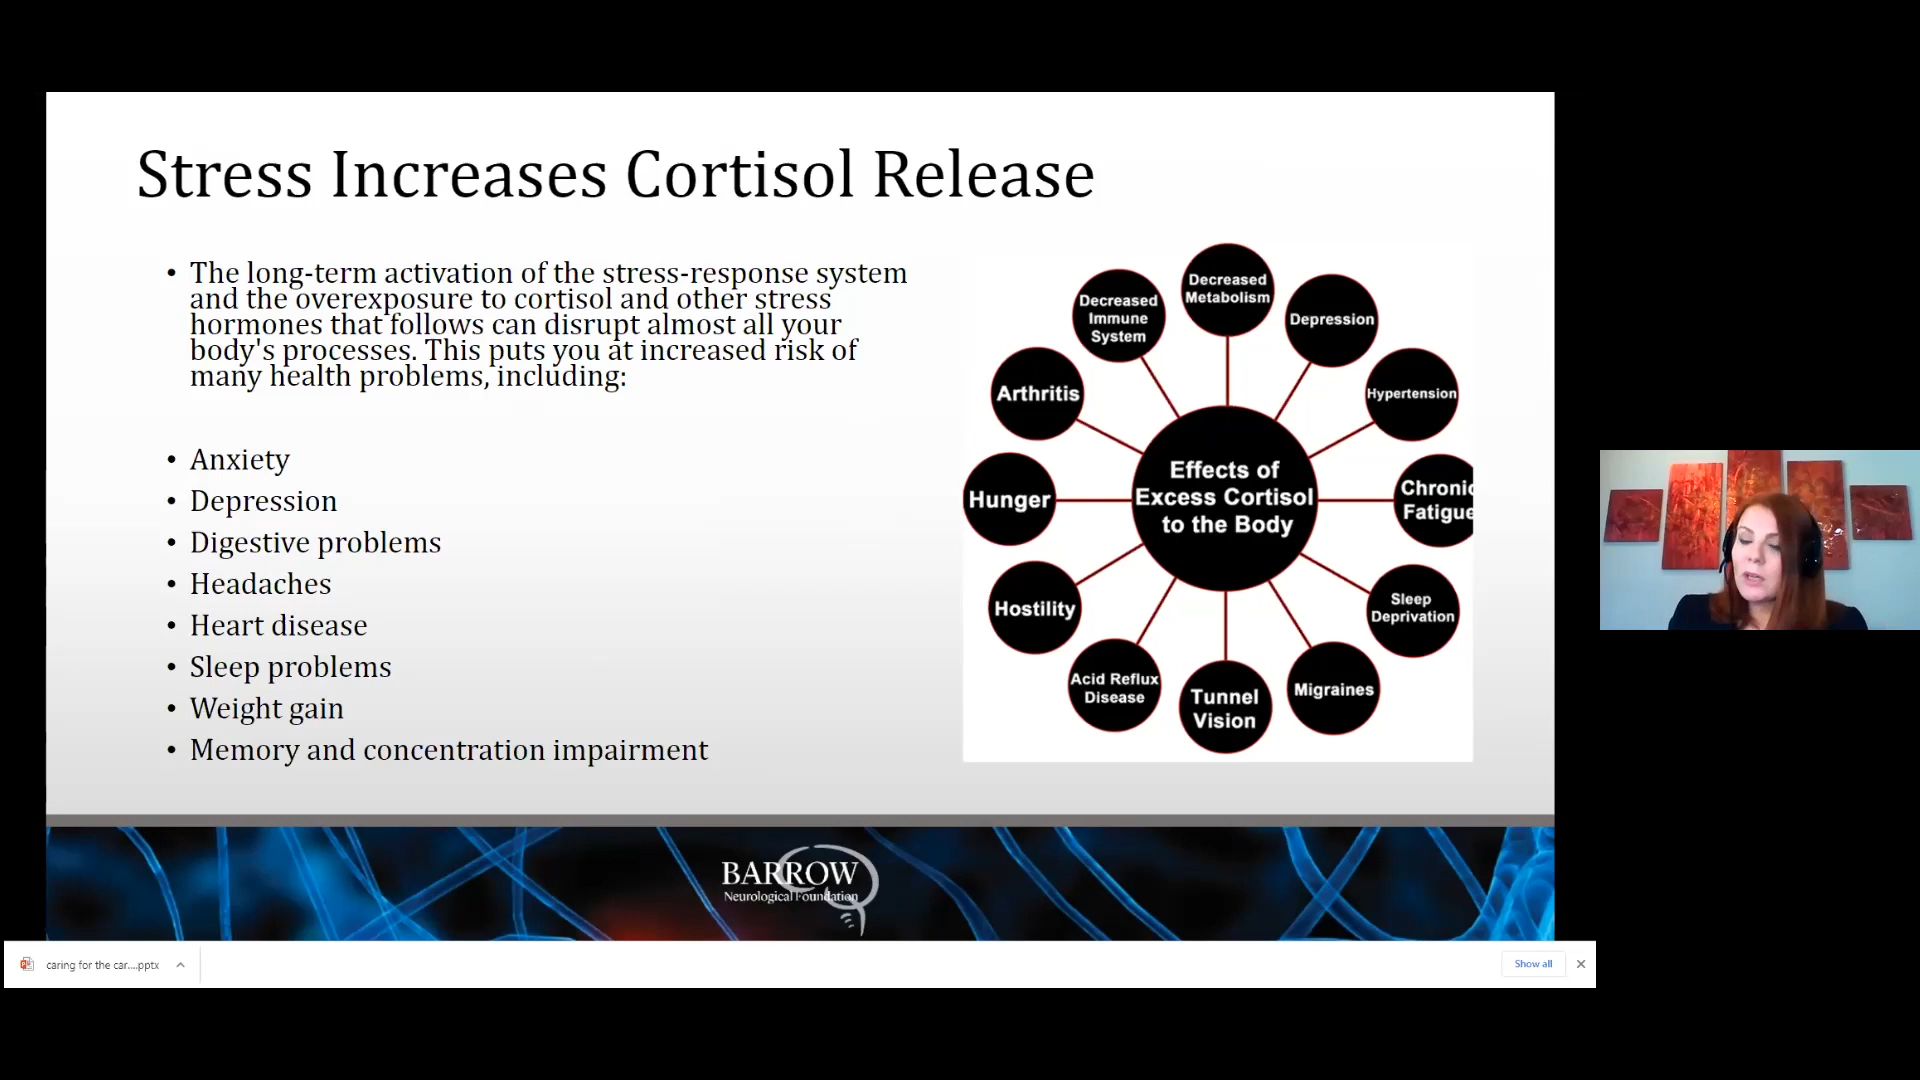 Stress Increases Cortisol Release
• The long-term activation of the stress-response system
and the overexposure to cortisol and other stress
hormones that follows can disrupt almost all your
body's processes. This puts you at increased risk of
many health problems, including:
• Anxiety
• Depression
• Digestive problems
• Headaches
• Heart disease
• Sleep problems
• Weight gain
• Memory and concentration impairment
Effects of
Excess Cortisol
to the Body
Decreased
Metabolism
Depression
Hypertension
Chronic
Fatigue
Sleep
Deprivation
Migraines
Tunnel
Vision
Acid Reflux
Disease
Hostility
Hunger
Arthritis
Decreased
Immune
System
BARROW
Neurological Foundation
caring for the car....pptx
Show all